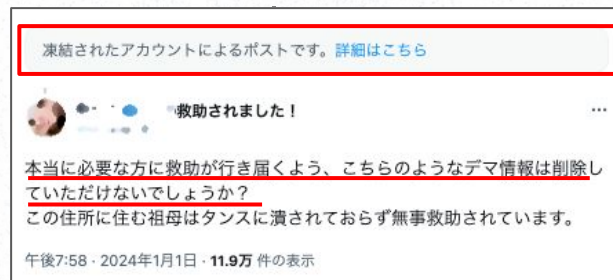 凍結されたアカウントによるポストです。詳細はこちら
救助されました！
本当に必要な方に救助が行き届くよう、こちらのようなデマ情報は削除し
ていただけないでしょうか？
この住所に住む祖母はタンスに潰されておらず無事救助されています。
午後7:58 · 2024年1月1日 · 11.9万 件の表示